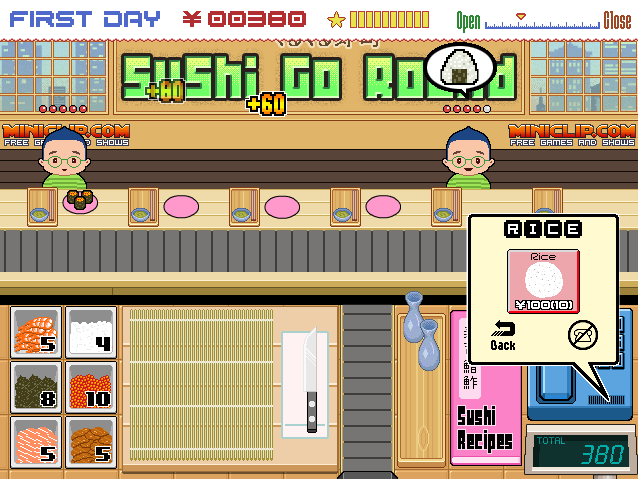 FIRST DAY ¥00380 Open Close
Sushi Go Round
+80
+60
MINICLIP.COM
FREE GAMES AND SHOWS
MINICLIP.COM
FREE GAMES AND SHOWS
RICE
Rice
¥100(10)
Back
5
4
8
10
5
5
Sushi
Recipes
TOTAL
380